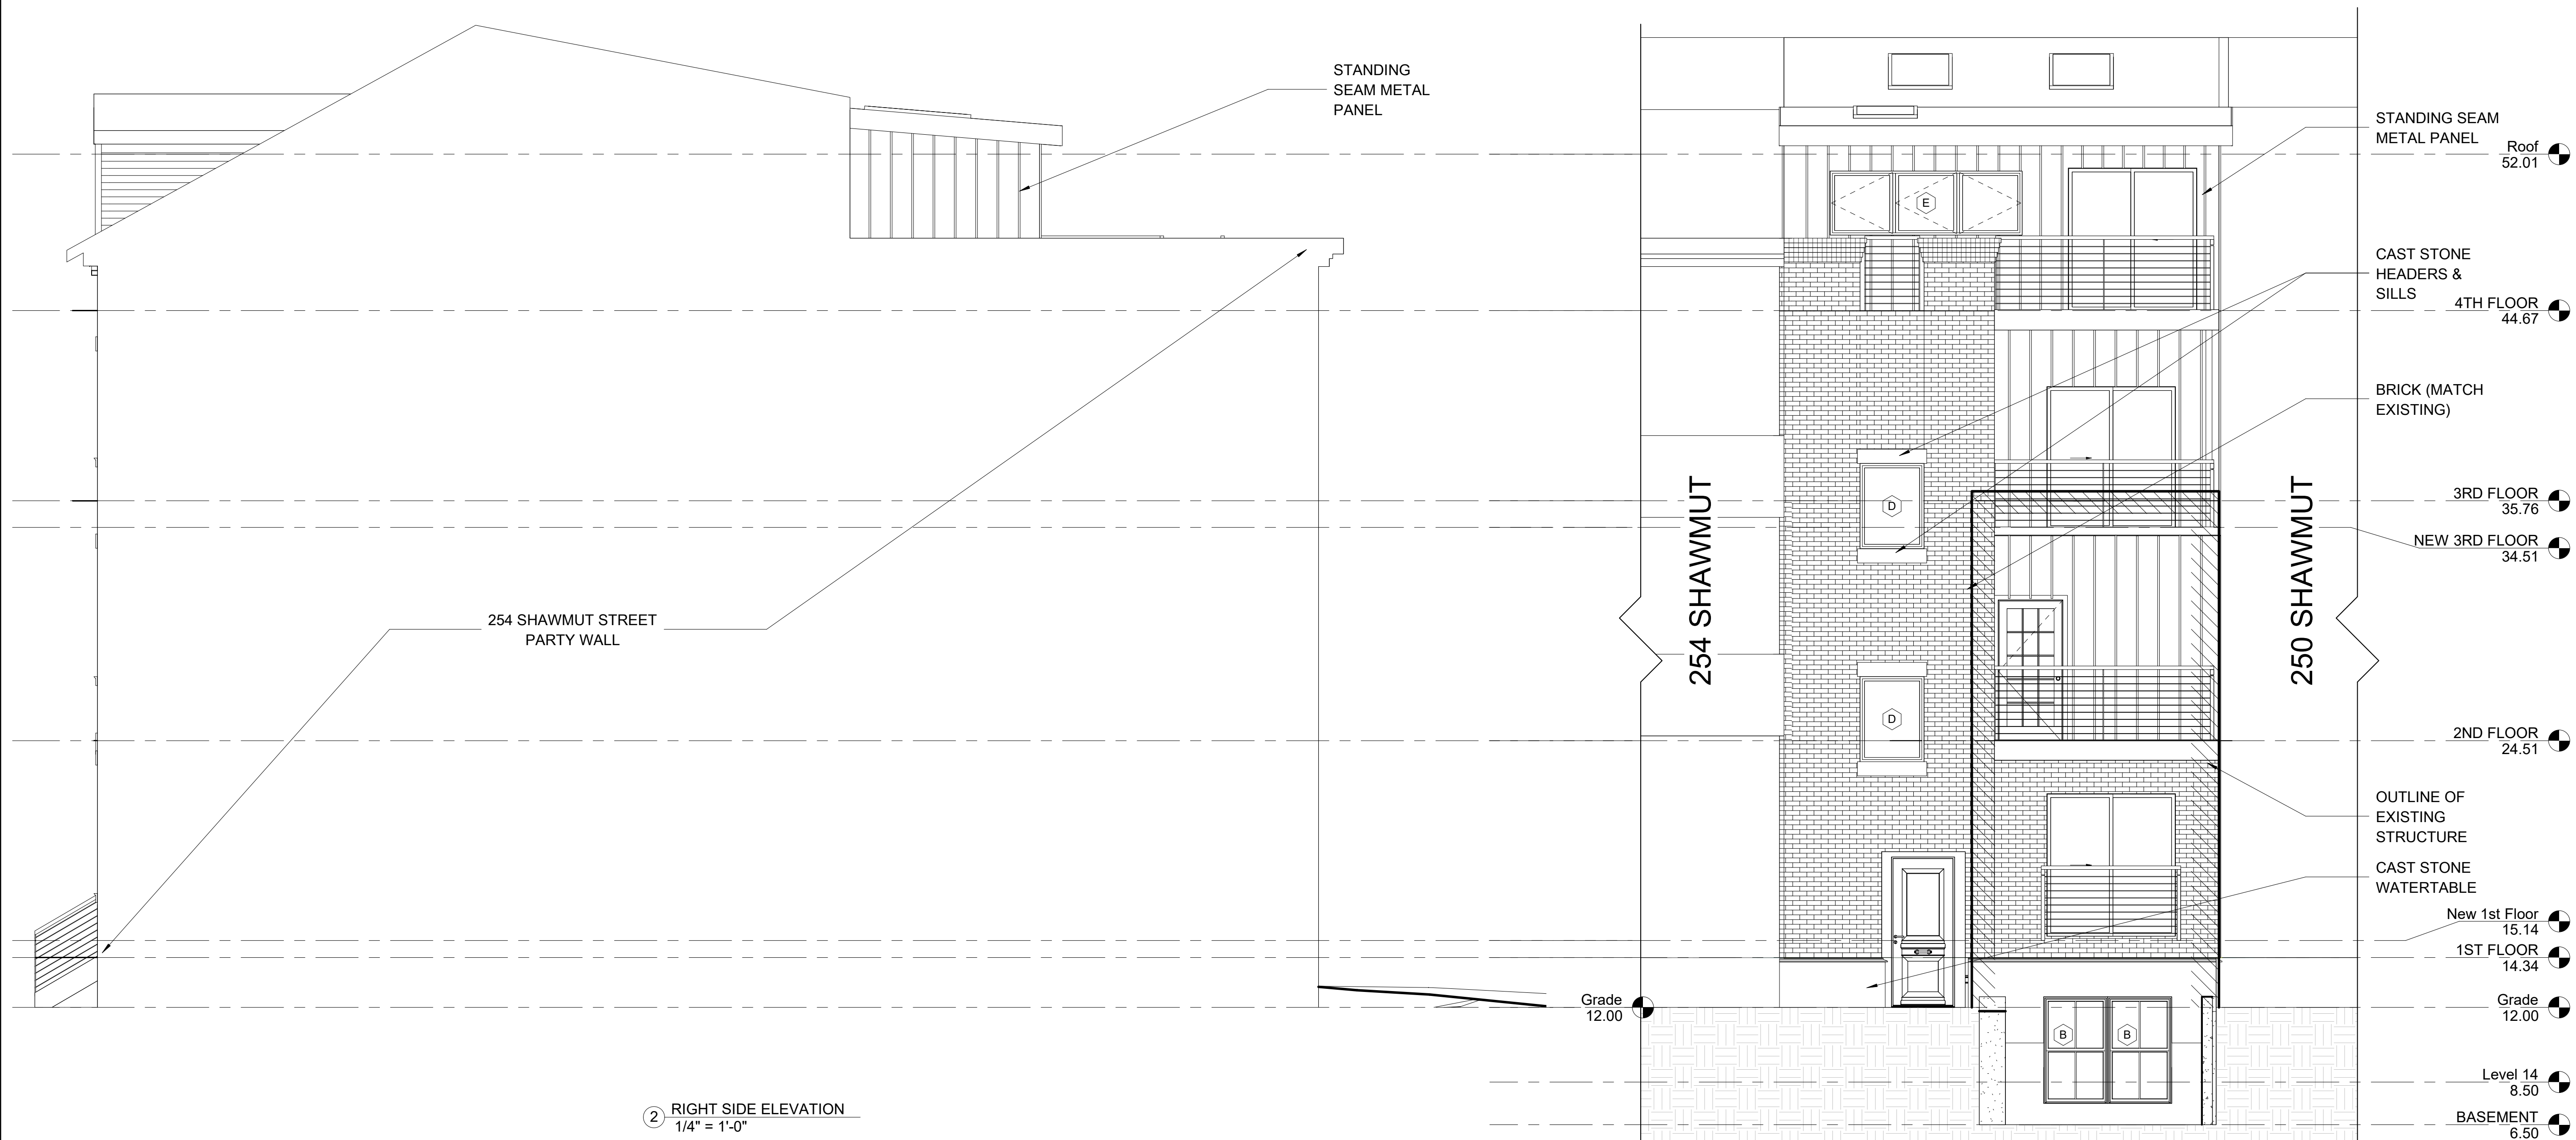 STANDING
SEAM METAL
PANEL
254 SHAWMUT STREET
PARTY WALL
2
RIGHT SIDE ELEVATION
1/4" = 1'-0"
Grade
12.00
254 SHAWMUT
250 SHAWMUT
E
D
D
B
B
STANDING SEAM
METAL PANEL
Roof
52.01
CAST STONE
HEADERS &
SILLS
4TH FLOOR
44.67
BRICK (MATCH
EXISTING)
3RD FLOOR
35.76
NEW 3RD FLOOR
34.51
2ND FLOOR
24.51
OUTLINE OF
EXISTING
STRUCTURE
CAST STONE
WATERTABLE
New 1st Floor
15.14
1ST FLOOR
14.34
Grade
12.00
Level 14
8.50
BASEMENT
6.50